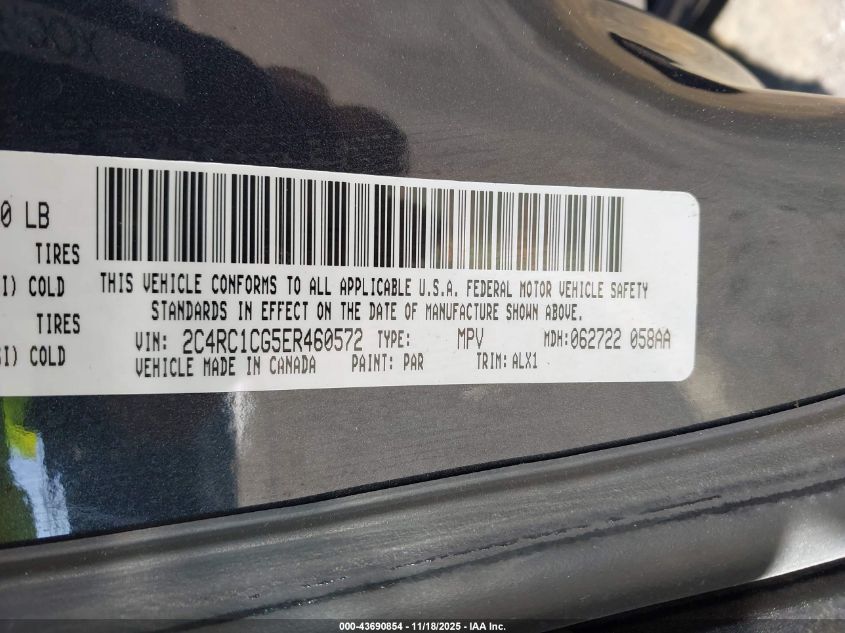 0 LB
TIRES
I) COLD
TIRES
SI) COLD
THIS VEHICLE CONFORMS TO ALL APPLICABLE U.S.A. FEDERAL MOTOR VEHICLE SAFETY
STANDARDS IN EFFECT ON THE DATE OF MANUFACTURE SHOWN ABOVE.
VIN: 2C4RC1CG5ER460572 TYPE: MPV MDH:062722 058AA
VEHICLE MADE IN CANADA PAINT: PAR TRIM: ALX1
000-43690854 - 11/18/2025 - IAA Inc.